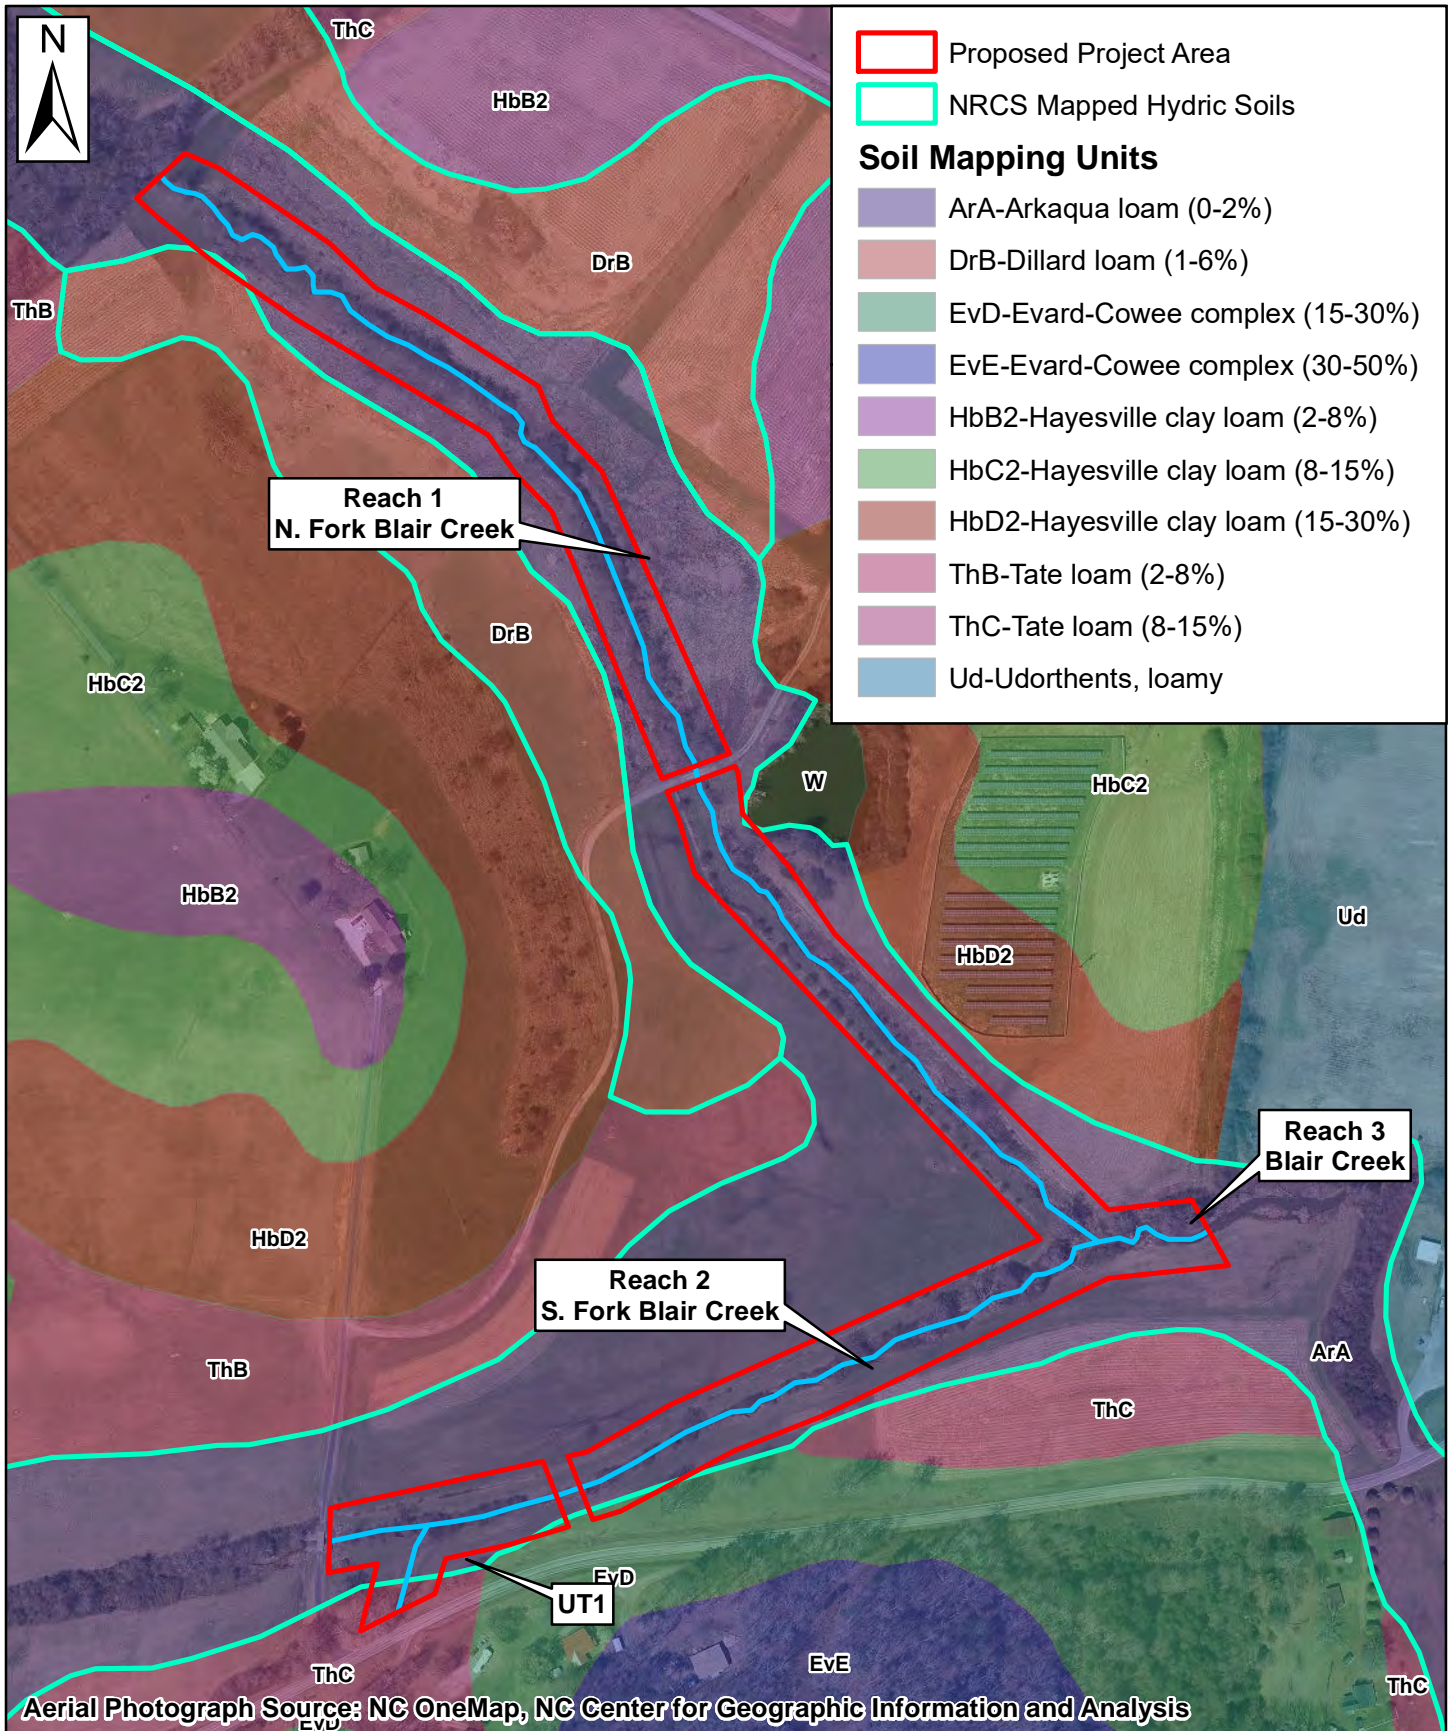 N
Proposed Project Area
NRCS Mapped Hydric Soils
Soil Mapping Units
ArA-Arkaqua loam (0-2%)
DrB-Dillard loam (1-6%)
EvD-Evard-Cowee complex (15-30%)
EvE-Evard-Cowee complex (30-50%)
HbB2-Hayesville clay loam (2-8%)
HbC2-Hayesville clay loam (8-15%)
HbD2-Hayesville clay loam (15-30%)
ThB-Tate loam (2-8%)
ThC-Tate loam (8-15%)
Ud-Udorthents, loamy
ThC
HbB2
DrB
ThB
Reach 1
N. Fork Blair Creek
DrB
HbC2
W
HbC2
HbB2
Ud
HbD2
Reach 3
Blair Creek
HbD2
Reach 2
S. Fork Blair Creek
ArA
ThB
ThC
EvD
UT1
EvE
ThC
ThC
Aerial Photograph Source: NC OneMap, NC Center for Geographic Information and Analysis
EvD